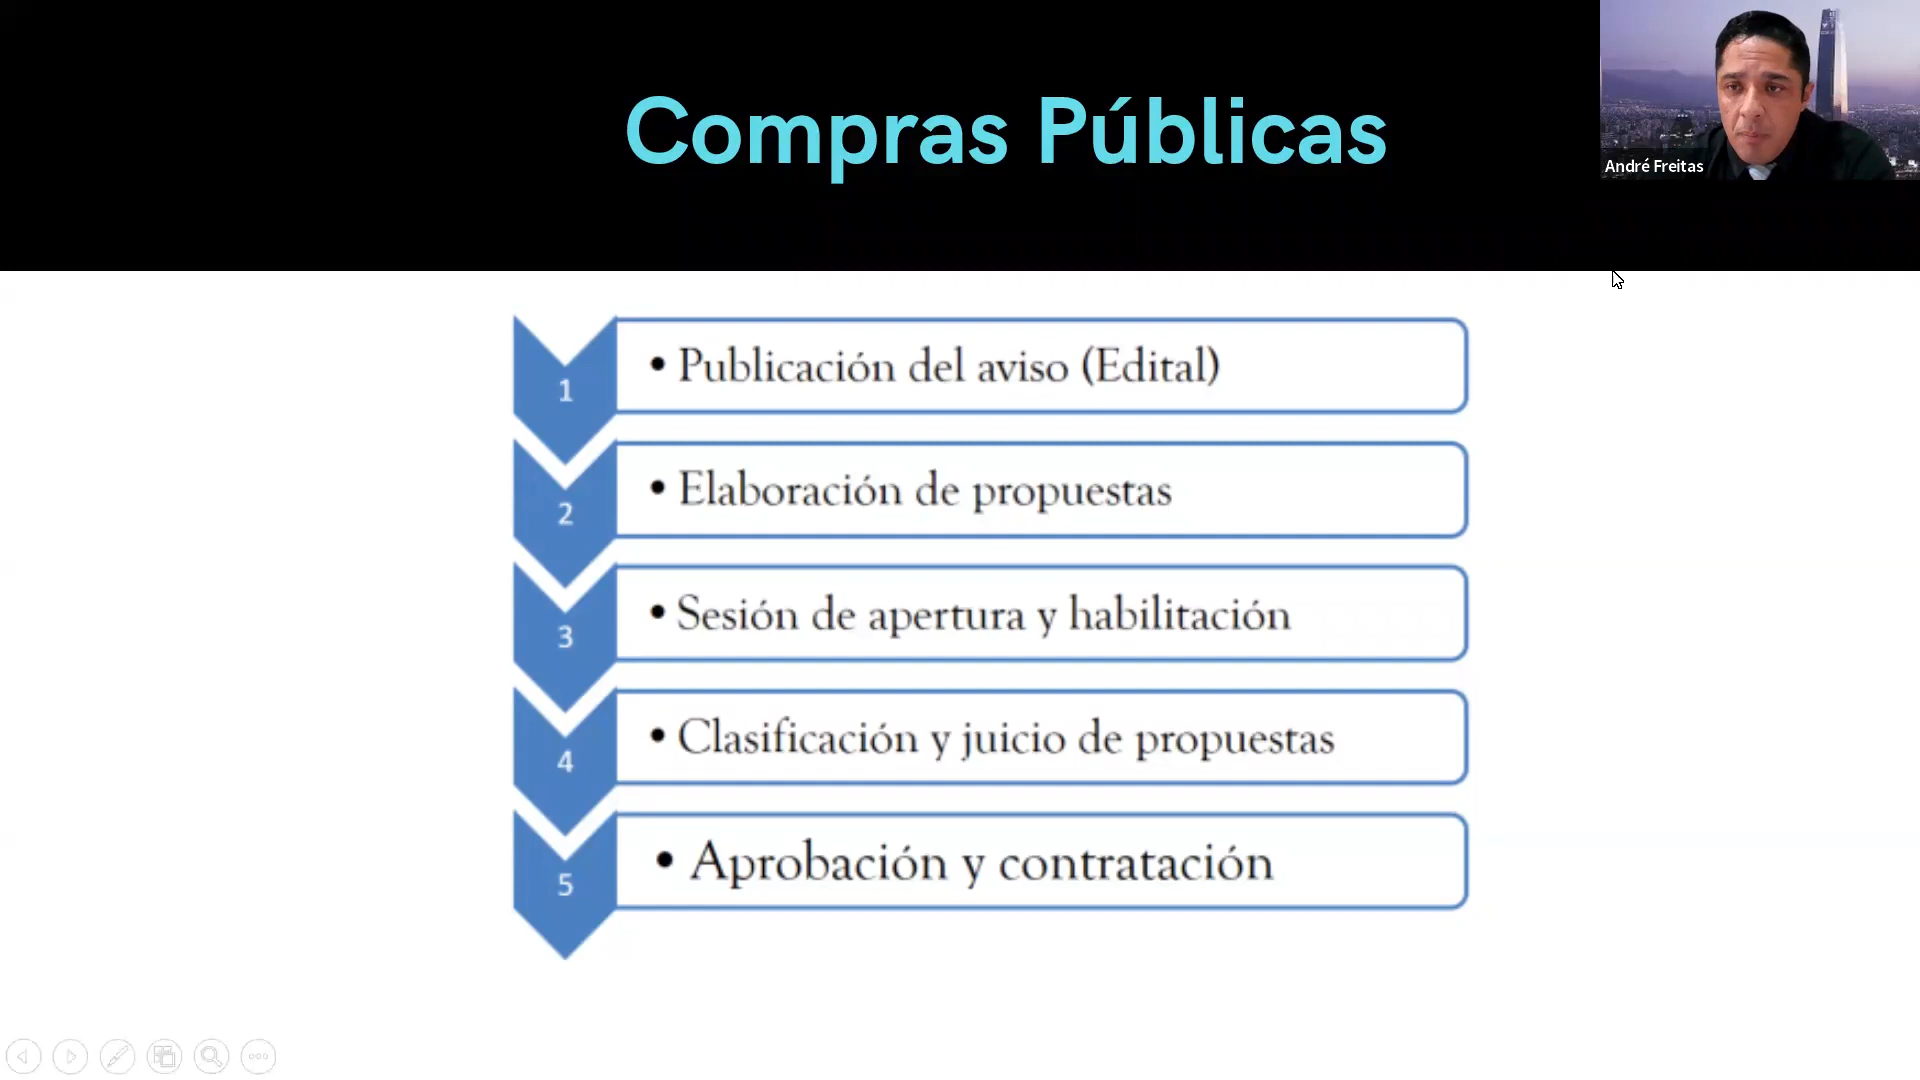 Compras Públicas
André Freitas
1
• Publicación del aviso (Edital)
2
• Elaboración de propuestas
3
• Sesión de apertura y habilitación
4
• Clasificación y juicio de propuestas
5
• Aprobación y contratación